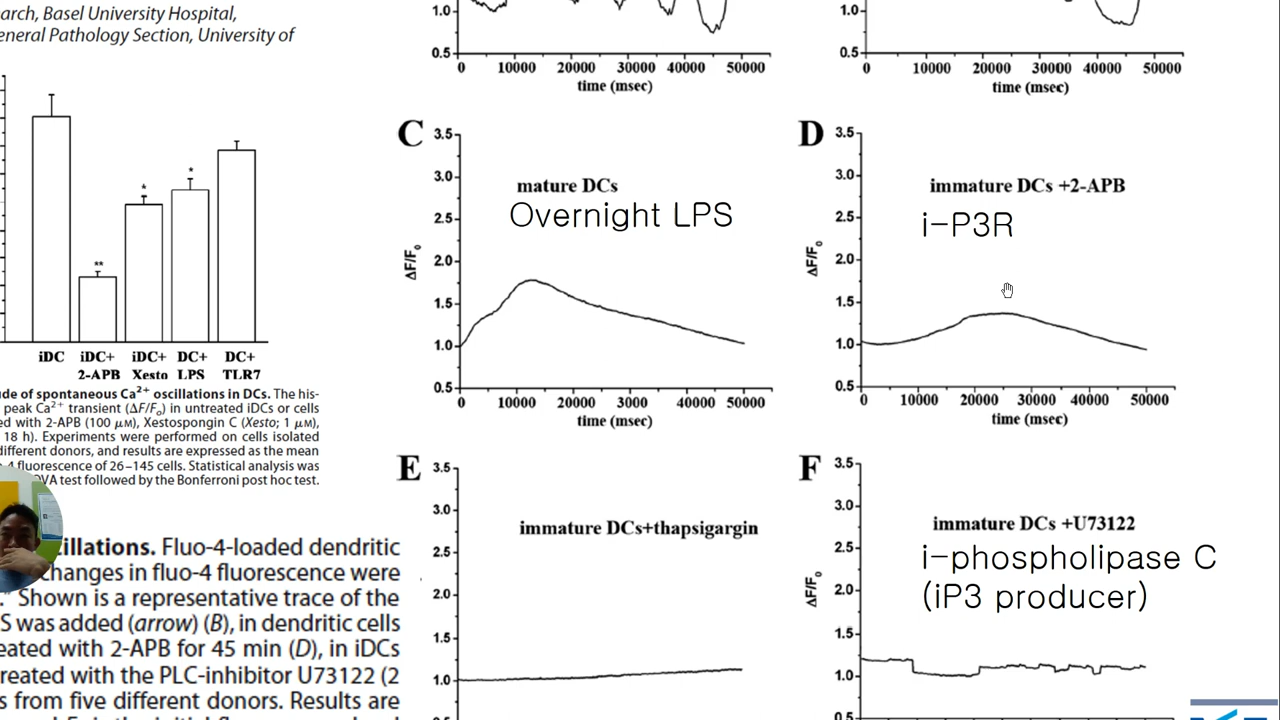 arch, Basel University Hospital,
eneral Pathology Section, University of
iDC
iDC+
2-APB
iDC+
Xesto
DC+
LPS
DC+
TLR7
**
*
*
de of spontaneous Ca2+ oscillations in DCs. The his-
peak Ca2+ transient (ΔF/Fo) in untreated iDCs or cells
ed with 2-APB (100 μM), Xestospongin C (Xesto; 1 μM),
18 h). Experiments were performed on cells isolated
different donors, and results are expressed as the mean
4 fluorescence of 26–145 cells. Statistical analysis was
OVA test followed by the Bonferroni post hoc test.
cillations. Fluo-4-loaded dendritic
changes in fluo-4 fluorescence were
." Shown is a representative trace of the
S was added (arrow) (B), in dendritic cells
eated with 2-APB for 45 min (D), in iDCs
reated with the PLC-inhibitor U73122 (2
s from five different donors. Results are
1.0
0.5
0 10000 20000 30000 40000 50000
time (msec)
1.0
0.5
0 10000 20000 30000 40000 50000
time (msec)
C
3.5
3.0
2.5
2.0
1.5
1.0
0.5
ΔF/F0
mature DCs
Overnight LPS
0 10000 20000 30000 40000 50000
time (msec)
D
3.5
3.0
2.5
2.0
1.5
1.0
0.5
ΔF/F0
immature DCs +2-APB
i-P3R
0 10000 20000 30000 40000 50000
time (msec)
E
3.5
3.0
2.5
2.0
1.5
1.0
0.5
immature DCs+thapsigargin
F
3.5
3.0
2.5
2.0
1.5
1.0
0.5
ΔF/F0
immature DCs +U73122
i-phospholipase C
(iP3 producer)